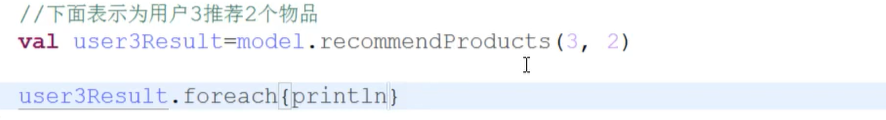 //下面表示为用户3推荐2个物品
val user3Result=model.recommendProducts(3, 2)
user3Result.foreach{println}